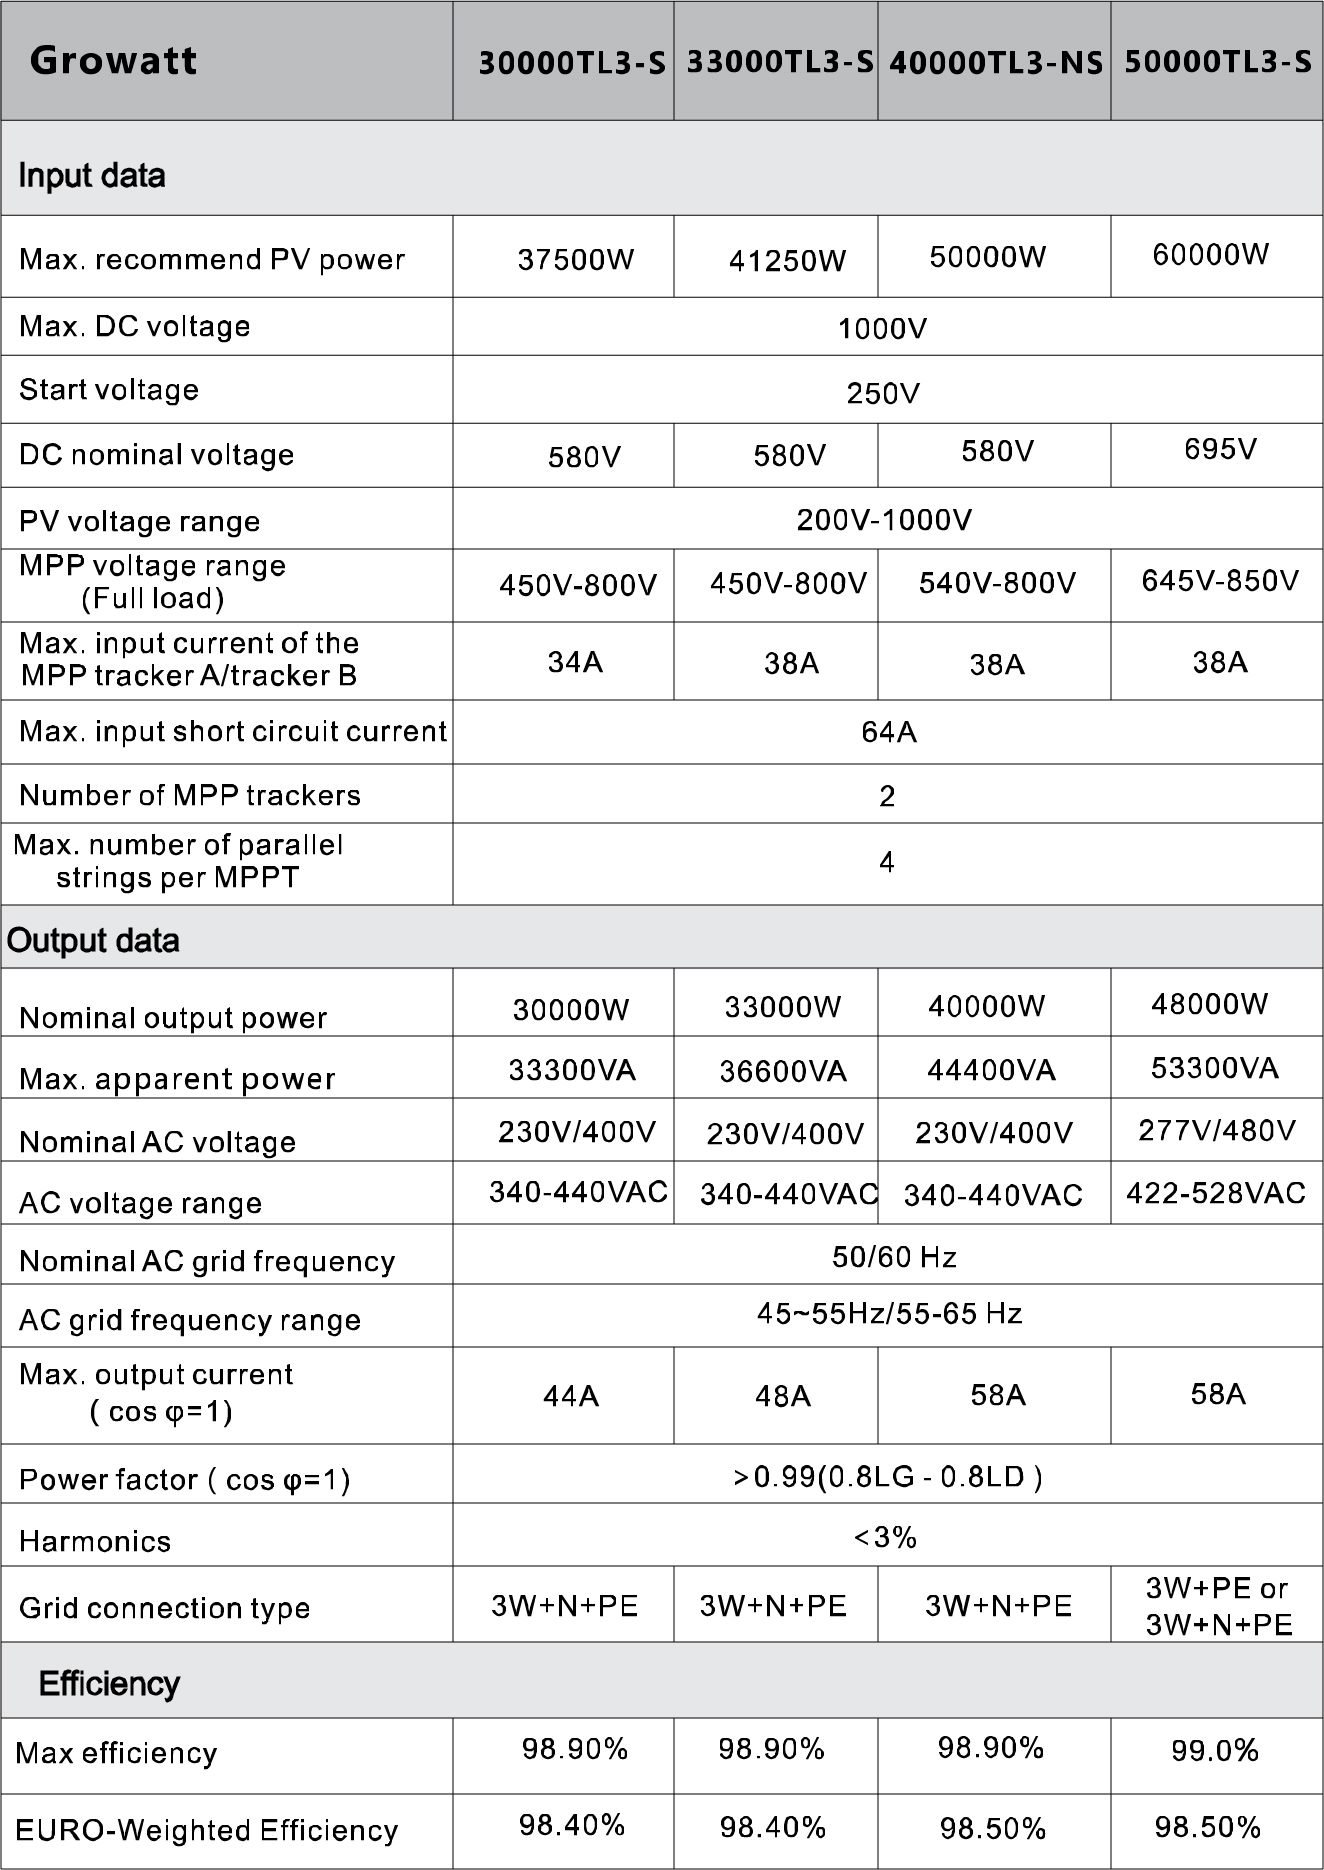 Growatt 30000TL3-S 33000TL3-S 40000TL3-NS 50000TL3-S
Input data
Max. recommend PV power 37500W 41250W 50000W 60000W
Max. DC voltage 1000V
Start voltage 250V
DC nominal voltage 580V 580V 580V 695V
PV voltage range 200V-1000V
MPP voltage range
(Full load) 450V-800V 450V-800V 540V-800V 645V-850V
Max. input current of the
MPP tracker A/tracker B 34A 38A 38A 38A
Max. input short circuit current 64A
Number of MPP trackers 2
Max. number of parallel
strings per MPPT 4
Output data
Nominal output power 30000W 33000W 40000W 48000W
Max. apparent power 33300VA 36600VA 44400VA 53300VA
Nominal AC voltage 230V/400V 230V/400V 230V/400V 277V/480V
AC voltage range 340-440VAC 340-440VAC 340-440VAC 422-528VAC
Nominal AC grid frequency 50/60 Hz
AC grid frequency range 45~55Hz/55-65 Hz
Max. output current
( cos φ=1) 44A 48A 58A 58A
Power factor ( cos φ=1) >0.99(0.8LG - 0.8LD )
Harmonics <3%
Grid connection type 3W+N+PE 3W+N+PE 3W+N+PE 3W+PE or
3W+N+PE
Efficiency
Max efficiency 98.90% 98.90% 98.90% 99.0%
EURO-Weighted Efficiency 98.40% 98.40% 98.50% 98.50%